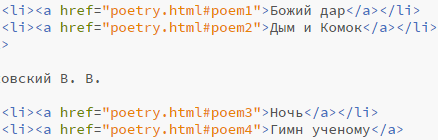 <li><a href="poetry.html#poem1">Божий дар</a></li>
<li><a href="poetry.html#poem2">Дым и Комок</a></li>
>
овский В. В.
<li><a href="poetry.html#poem3">Ночь</a></li>
<li><a href="poetry.html#poem4">Гимн ученому</a>